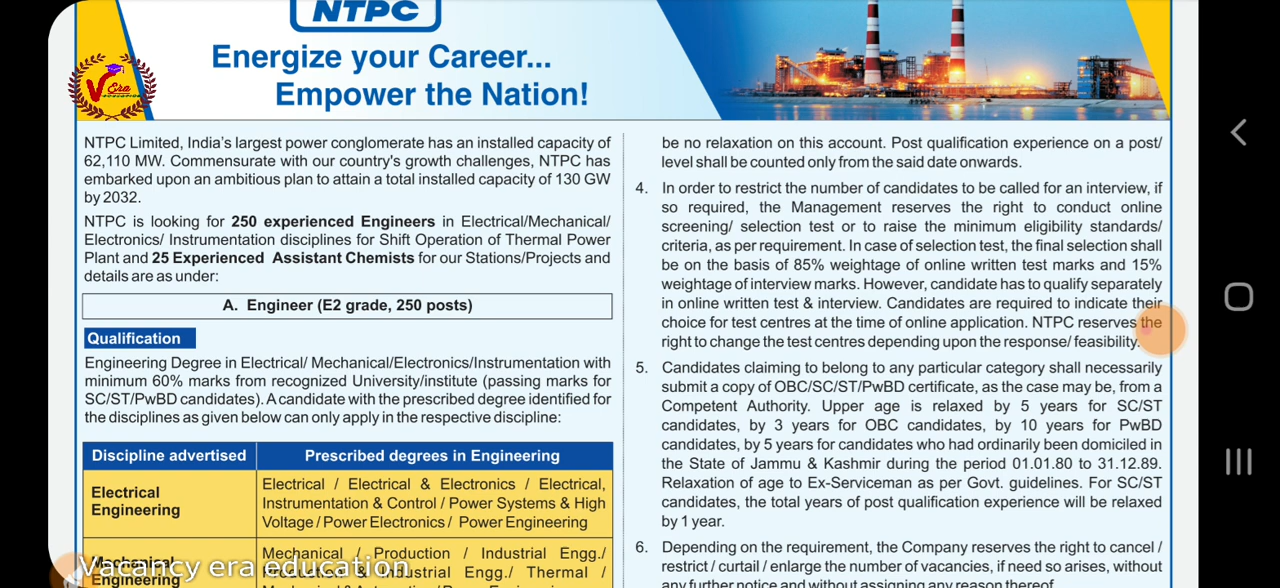 NTPC
Energize your Career...
Empower the Nation!
V Era
EDUCATION
NTPC Limited, India's largest power conglomerate has an installed capacity of
62,110 MW. Commensurate with our country's growth challenges, NTPC has
embarked upon an ambitious plan to attain a total installed capacity of 130 GW
by 2032.
NTPC is looking for 250 experienced Engineers in Electrical/Mechanical/
Electronics/ Instrumentation disciplines for Shift Operation of Thermal Power
Plant and 25 Experienced Assistant Chemists for our Stations/Projects and
details are as under:
A. Engineer (E2 grade, 250 posts)
Qualification
Engineering Degree in Electrical/ Mechanical/Electronics/Instrumentation with
minimum 60% marks from recognized University/institute (passing marks for
SC/ST/PwBD candidates). A candidate with the prescribed degree identified for
the disciplines as given below can only apply in the respective discipline:
Discipline advertised
Prescribed degrees in Engineering
Electrical
Engineering
Electrical / Electrical & Electronics / Electrical,
Instrumentation & Control / Power Systems & High
Voltage / Power Electronics / Power Engineering
Mechanical
Engineering
Mechanical / Production / Industrial Engg./
Industrial Engg./ Thermal /
be no relaxation on this account. Post qualification experience on a post/
level shall be counted only from the said date onwards.
4. In order to restrict the number of candidates to be called for an interview, if
so required, the Management reserves the right to conduct online
screening/ selection test or to raise the minimum eligibility standards/
criteria, as per requirement. In case of selection test, the final selection shall
be on the basis of 85% weightage of online written test marks and 15%
weightage of interview marks. However, candidate has to qualify separately
in online written test & interview. Candidates are required to indicate their
choice for test centres at the time of online application. NTPC reserves the
right to change the test centres depending upon the response/ feasibility.
5. Candidates claiming to belong to any particular category shall necessarily
submit a copy of OBC/SC/ST/PwBD certificate, as the case may be, from a
Competent Authority. Upper age is relaxed by 5 years for SC/ST
candidates, by 3 years for OBC candidates, by 10 years for PwBD
candidates, by 5 years for candidates who had ordinarily been domiciled in
the State of Jammu & Kashmir during the period 01.01.80 to 31.12.89.
Relaxation of age to Ex-Serviceman as per Govt. guidelines. For SC/ST
candidates, the total years of post qualification experience will be relaxed
by 1 year.
6. Depending on the requirement, the Company reserves the right to cancel /
restrict / curtail / enlarge the number of vacancies, if need so arises, without
any further notice and without assigning any reason thereof
Vacancy era education